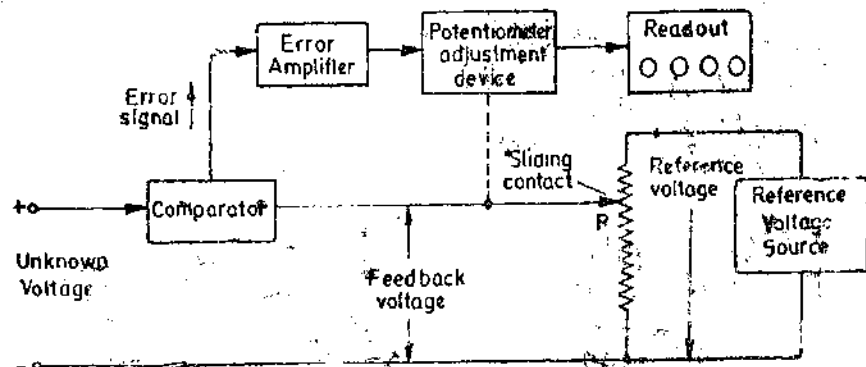 Error
Amplifier
Potentiometer
adjustment
device
Readout
Error
signal
Sliding
contact
Reference
voltage
Reference
Voltage
Source
+
Comparator
R
Unknown
Voltage
Feedback
voltage
-